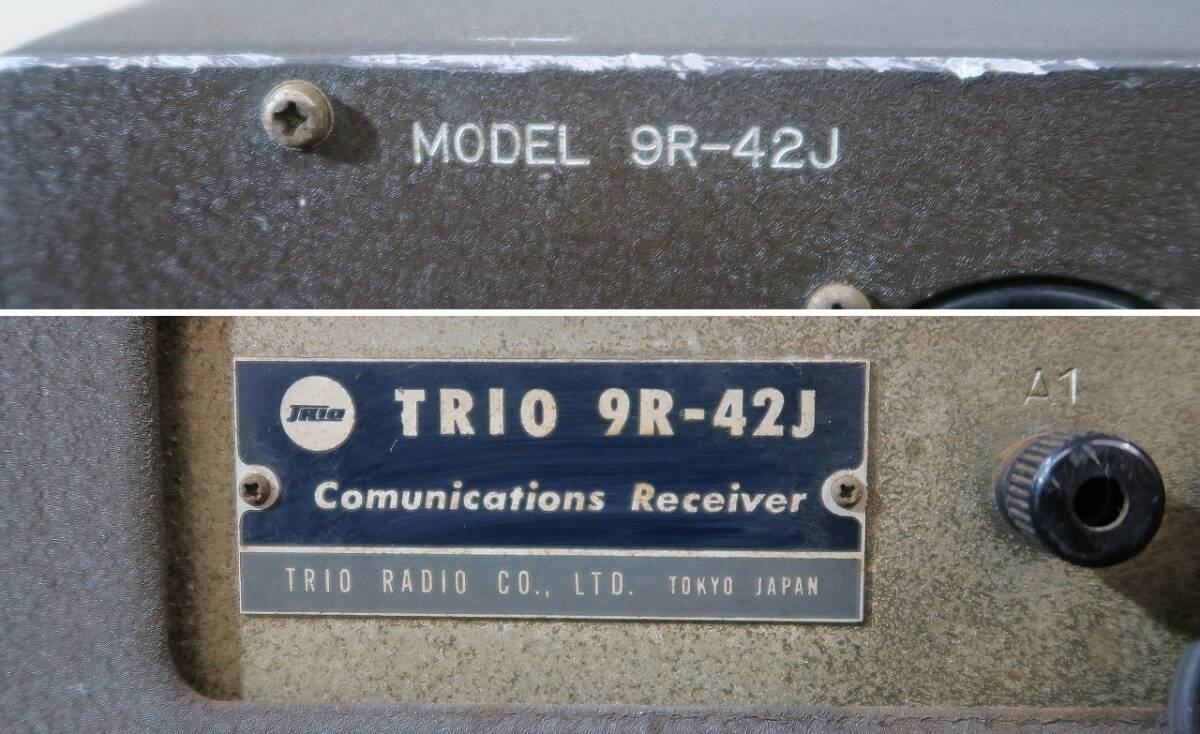 MODEL 9R-42J
TRIO
TRIO 9R-42J
Comunications Receiver
TRIO RADIO CO., LTD. TOKYO JAPAN
A1